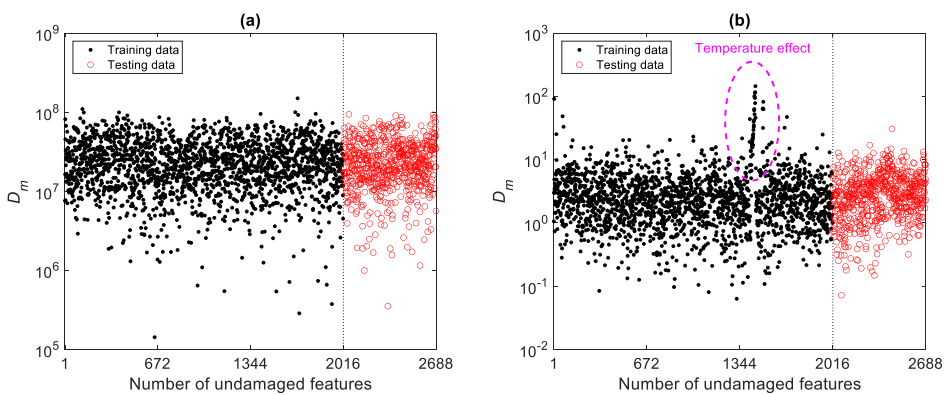 (a)
10^9
10^8
10^7
10^6
10^5
D_m
Training data
Testing data
1 672 1344 2016 2688
Number of undamaged features
(b)
10^3
10^2
10^1
10^0
10^-1
10^-2
D_m
Training data
Testing data
Temperature effect
1 672 1344 2016 2688
Number of undamaged features